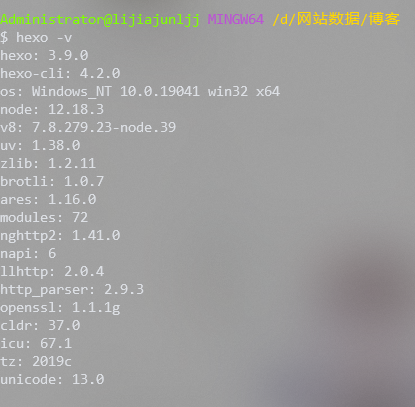 Administrator@lijiajunljj MINGW64 /d/网站数据/博客
$ hexo -v
hexo: 3.9.0
hexo-cli: 4.2.0
os: Windows_NT 10.0.19041 win32 x64
node: 12.18.3
v8: 7.8.279.23-node.39
uv: 1.38.0
zlib: 1.2.11
brotli: 1.0.7
ares: 1.16.0
modules: 72
nghttp2: 1.41.0
napi: 6
llhttp: 2.0.4
http_parser: 2.9.3
openssl: 1.1.1g
cldr: 37.0
icu: 67.1
tz: 2019c
unicode: 13.0